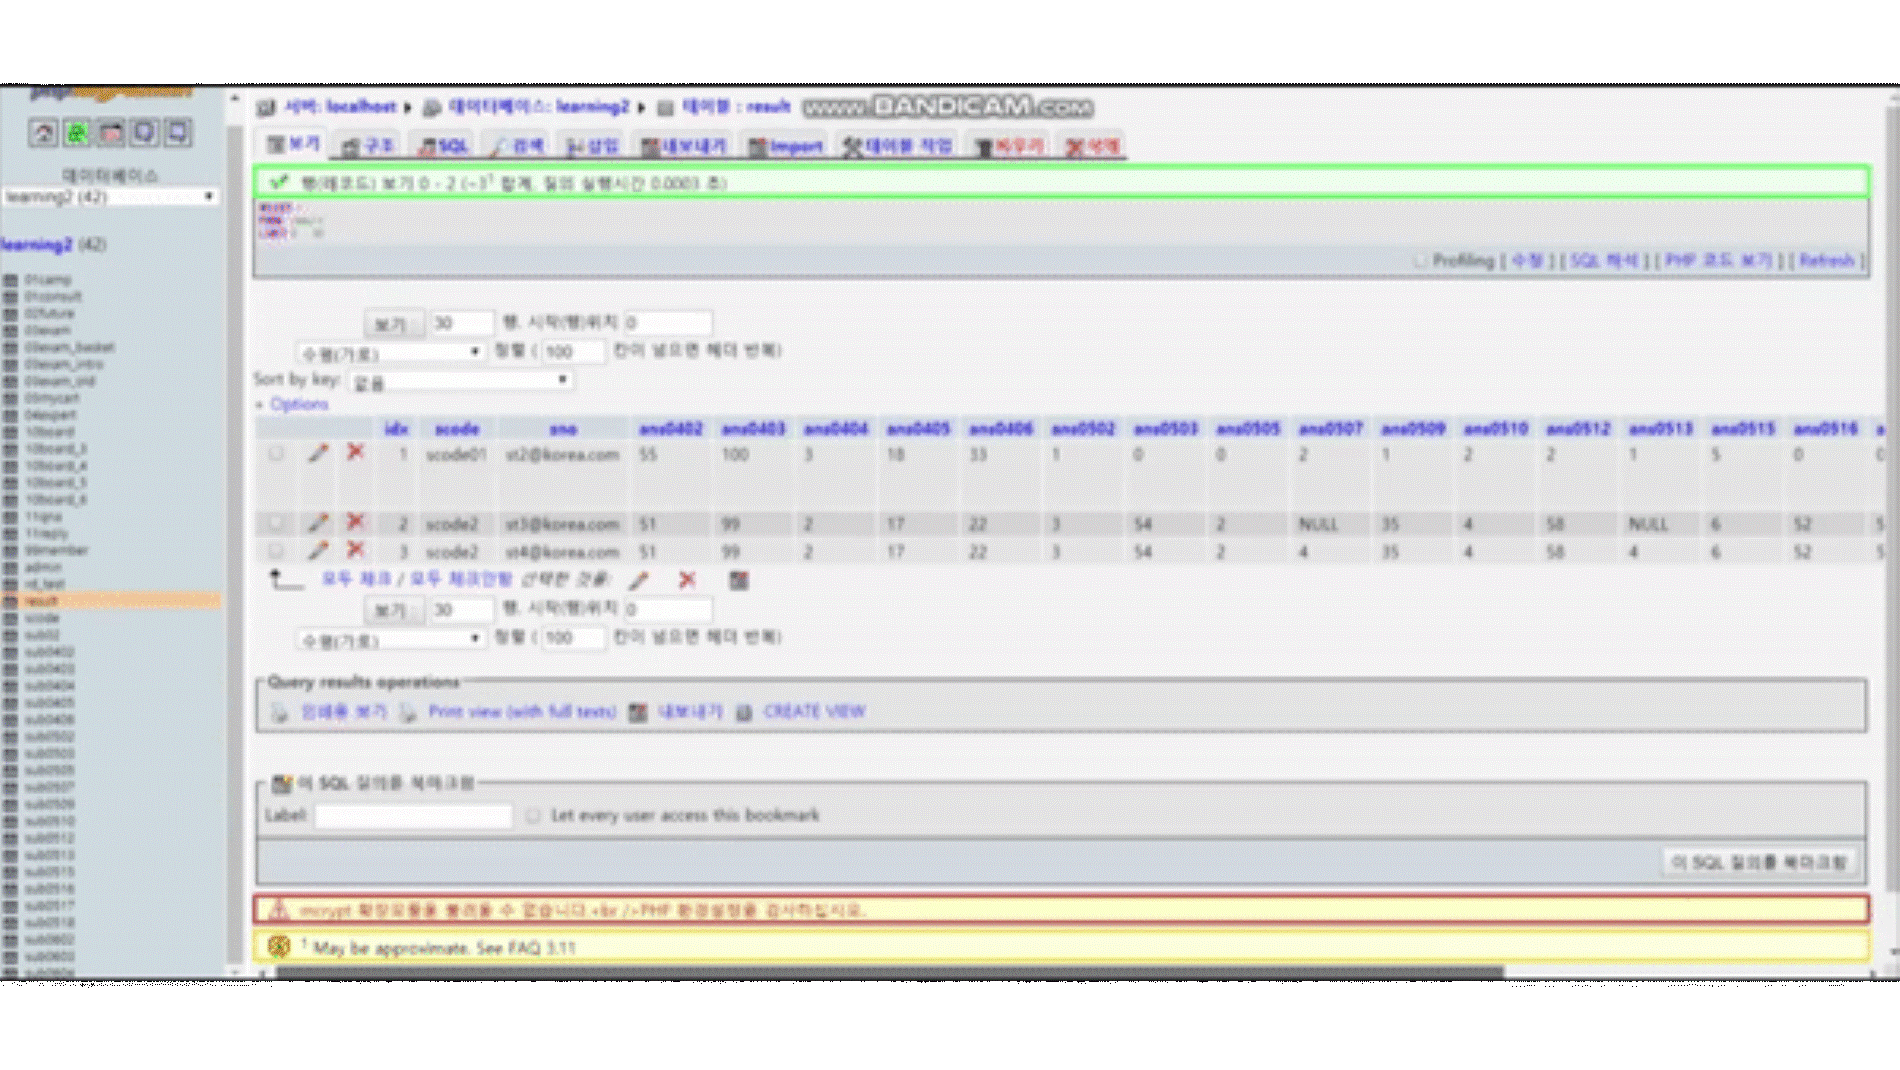 서버: localhost ▸ 데이터베이스: learning2 ▸ 테이블 : result
www.BANDICAM.com
보기 구조 SQL 검색 삽입 내보내기 Import 테이블 작업 비우기 삭제
데이터베이스
learning2 (42)
행(레코드) 보기 0 - 2 (~3¹ 합계, 질의 실행시간 0.0003 초)
learning2 (42)
Profiling [ 수정 ] [ SQL 해석 ] [ PHP 코드 보기 ] [ Refresh ]
01camp
01consult
02future
03exam
03exam_basket
03exam_intro
03exam_old
03mycart
04expert
10board
10board_3
10board_4
10board_5
10board_6
11qna
11reply
99member
admin
rd_test
result
scode
sub02
sub0402
sub0403
sub0404
sub0405
sub0406
sub0502
sub0503
sub0505
sub0507
sub0509
sub0510
sub0512
sub0513
sub0515
sub0516
sub0517
sub0518
sub0602
sub0603
sub0604
보기 : 30 행. 시작(행)위치 0
수평(가로) 정렬 ( 100 칸이 넘으면 헤더 반복)
Sort by key: 없음
+ Options
idx scode sno ans0402 ans0403 ans0404 ans0405 ans0406 ans0502 ans0503 ans0505 ans0507 ans0509 ans0510 ans0512 ans0513 ans0515 ans0516
1 scode01 st2@korea.com 55 100 3 18 33 1 0 0 2 1 2 2 1 5 0 0
2 scode2 st3@korea.com 51 99 2 17 22 3 54 2 NULL 35 4 58 NULL 6 52 5
3 scode2 st4@korea.com 51 99 2 17 22 3 54 2 4 35 4 58 4 6 52 5
모두 체크 / 모두 체크안함 선택한 것을:
보기 : 30 행. 시작(행)위치 0
수평(가로) 정렬 ( 100 칸이 넘으면 헤더 반복)
Query results operations
인쇄용 보기 Print view (with full texts) 내보내기 CREATE VIEW
이 SQL 질의를 북마크함
Label: Let every user access this bookmark
이 SQL 질의를 북마크함
mcrypt 확장모듈을 불러올 수 없습니다.<br />PHP 환경설정을 검사하십시오.
¹ May be approximate. See FAQ 3.11